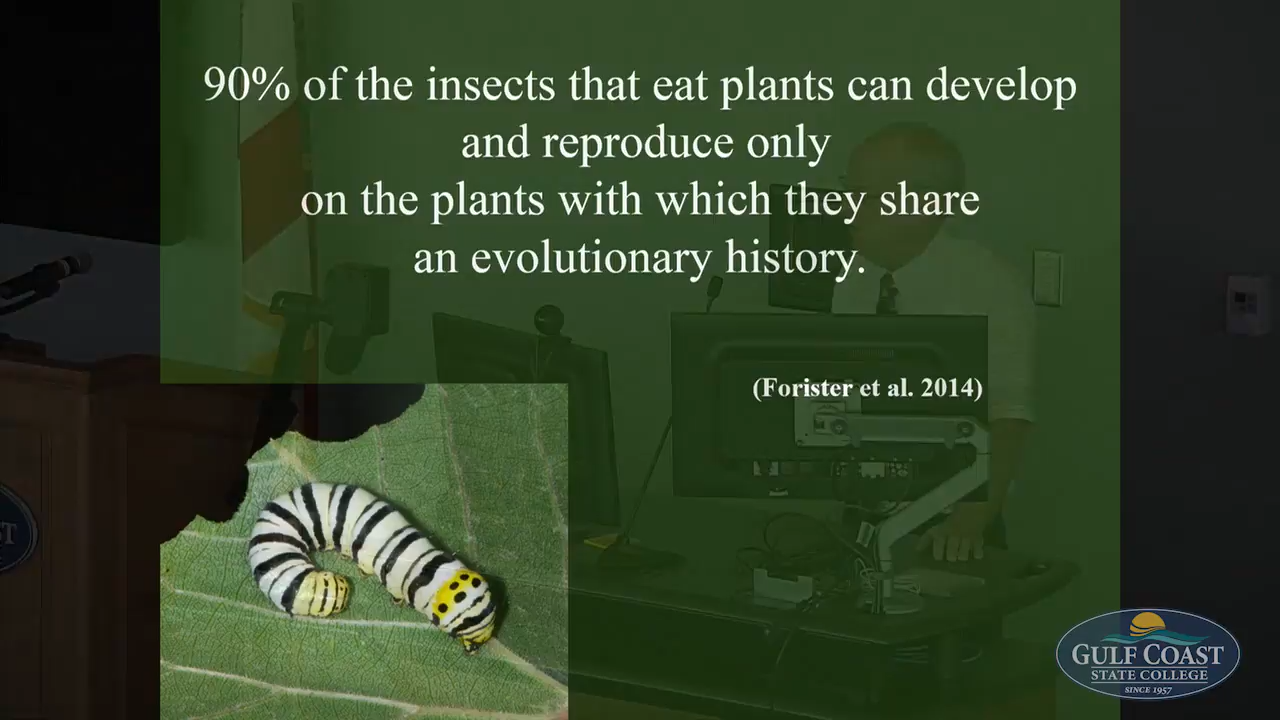 90% of the insects that eat plants can develop
and reproduce only
on the plants with which they share
an evolutionary history.
(Forister et al. 2014)
GULF COAST
STATE COLLEGE
SINCE 1957